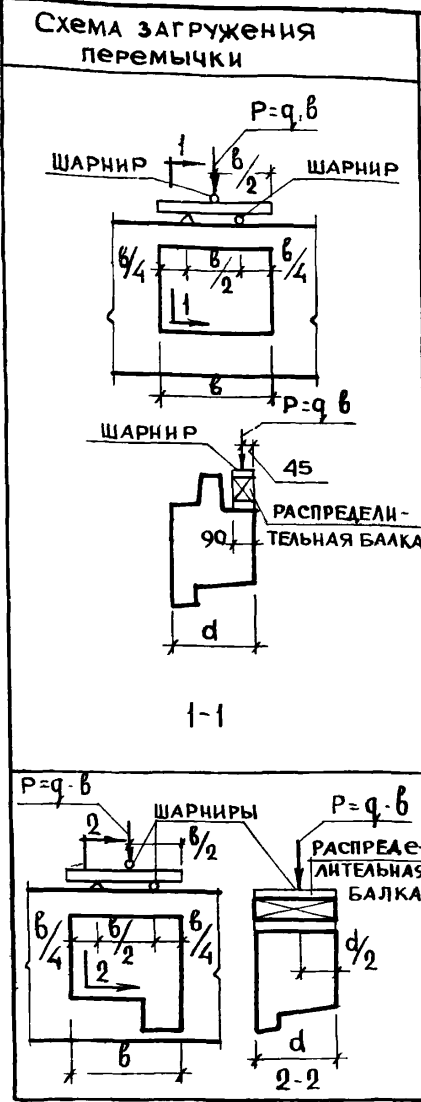 Схема загружения
перемычки
P=q·в
1
ШАРНИР
в/2
ШАРНИР
в/4
в/2
в/4
1
в
P=q в
ШАРНИР
45
РАСПРЕДЕЛИ-
90
ТЕЛЬНАЯ БАЛКА
d
1-1
P=q·в
ШАРНИРЫ
P=q·в
2
в/2
РАСПРЕДЕ-
ЛИТЕЛЬНАЯ
БАЛКА
в/4
в/2
в/4
d/2
2
в
d
2-2